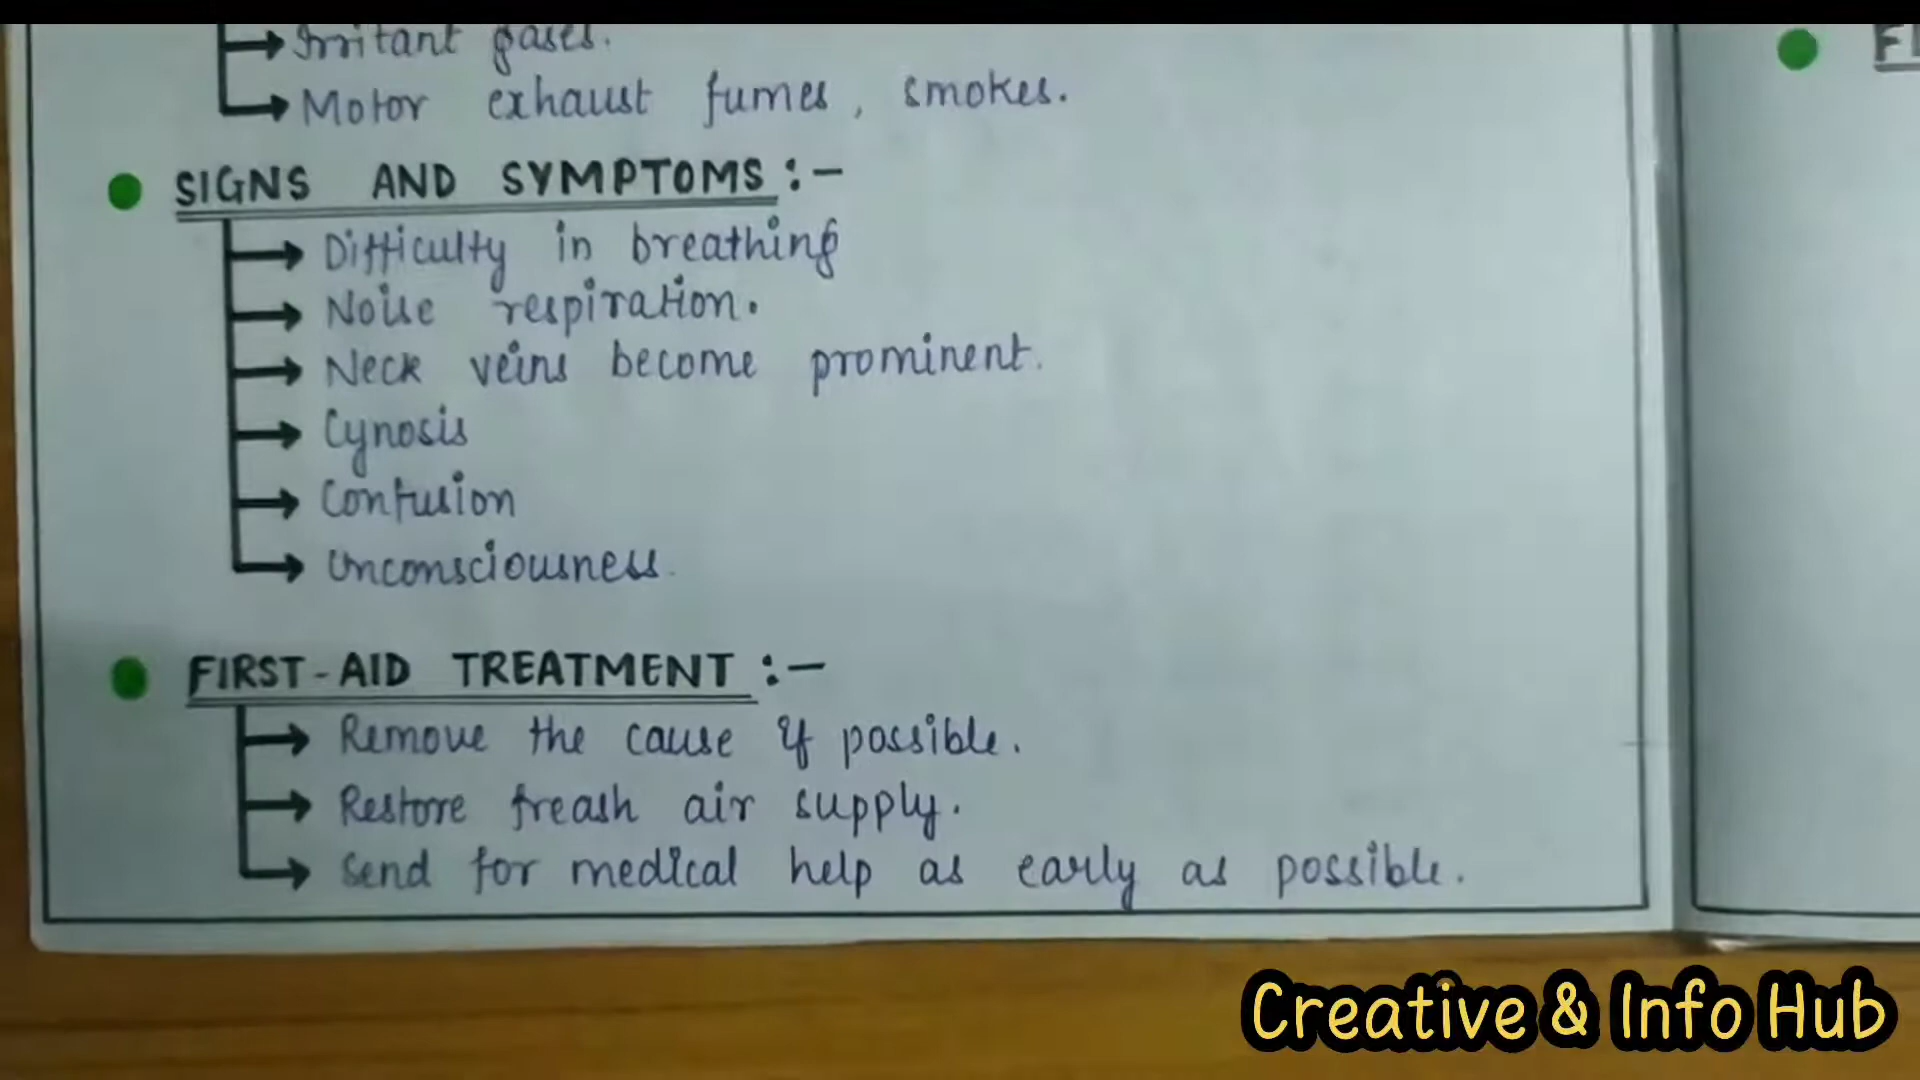 Irritant gases.
Motor exhaust fumes, smokes.
SIGNS AND SYMPTOMS :-
Difficulty in breathing
Noise respiration.
Neck veins become prominent.
Cynosis
Confusion
Unconsciousness.
FIRST-AID TREATMENT :-
Remove the cause if possible.
Restore freash air supply.
Send for medical help as early as possible.
Creative & Info Hub